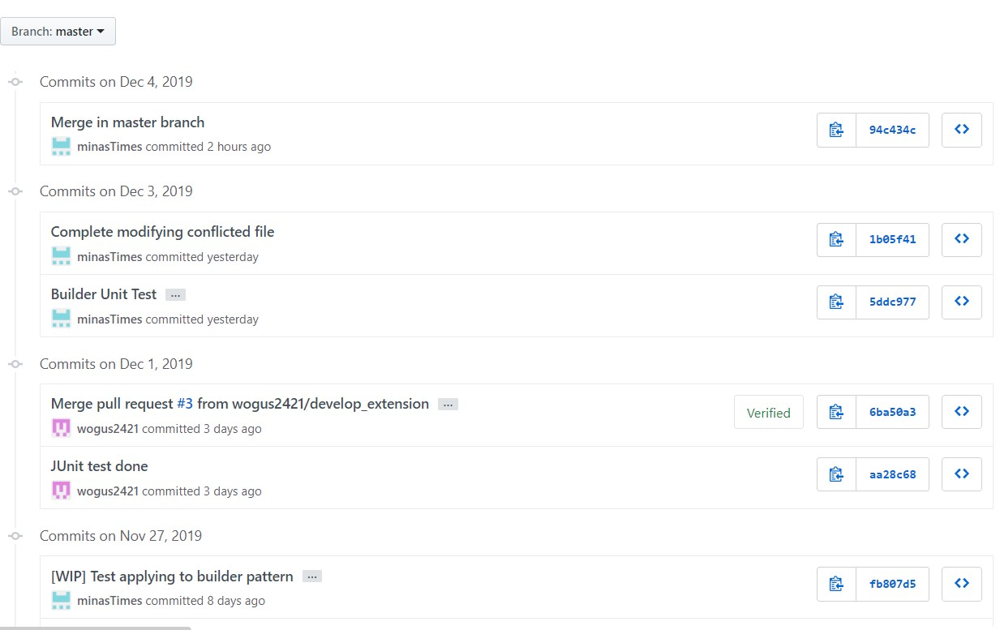 Branch: master
Commits on Dec 4, 2019
Merge in master branch
94c434c
minasTimes committed 2 hours ago
Commits on Dec 3, 2019
Complete modifying conflicted file
1b05f41
minasTimes committed yesterday
Builder Unit Test ...
5ddc977
minasTimes committed yesterday
Commits on Dec 1, 2019
Merge pull request #3 from wogus2421/develop_extension ...
Verified 6ba50a3
wogus2421 committed 3 days ago
JUnit test done
aa28c68
wogus2421 committed 3 days ago
Commits on Nov 27, 2019
[WIP] Test applying to builder pattern ...
fb807d5
minasTimes committed 8 days ago